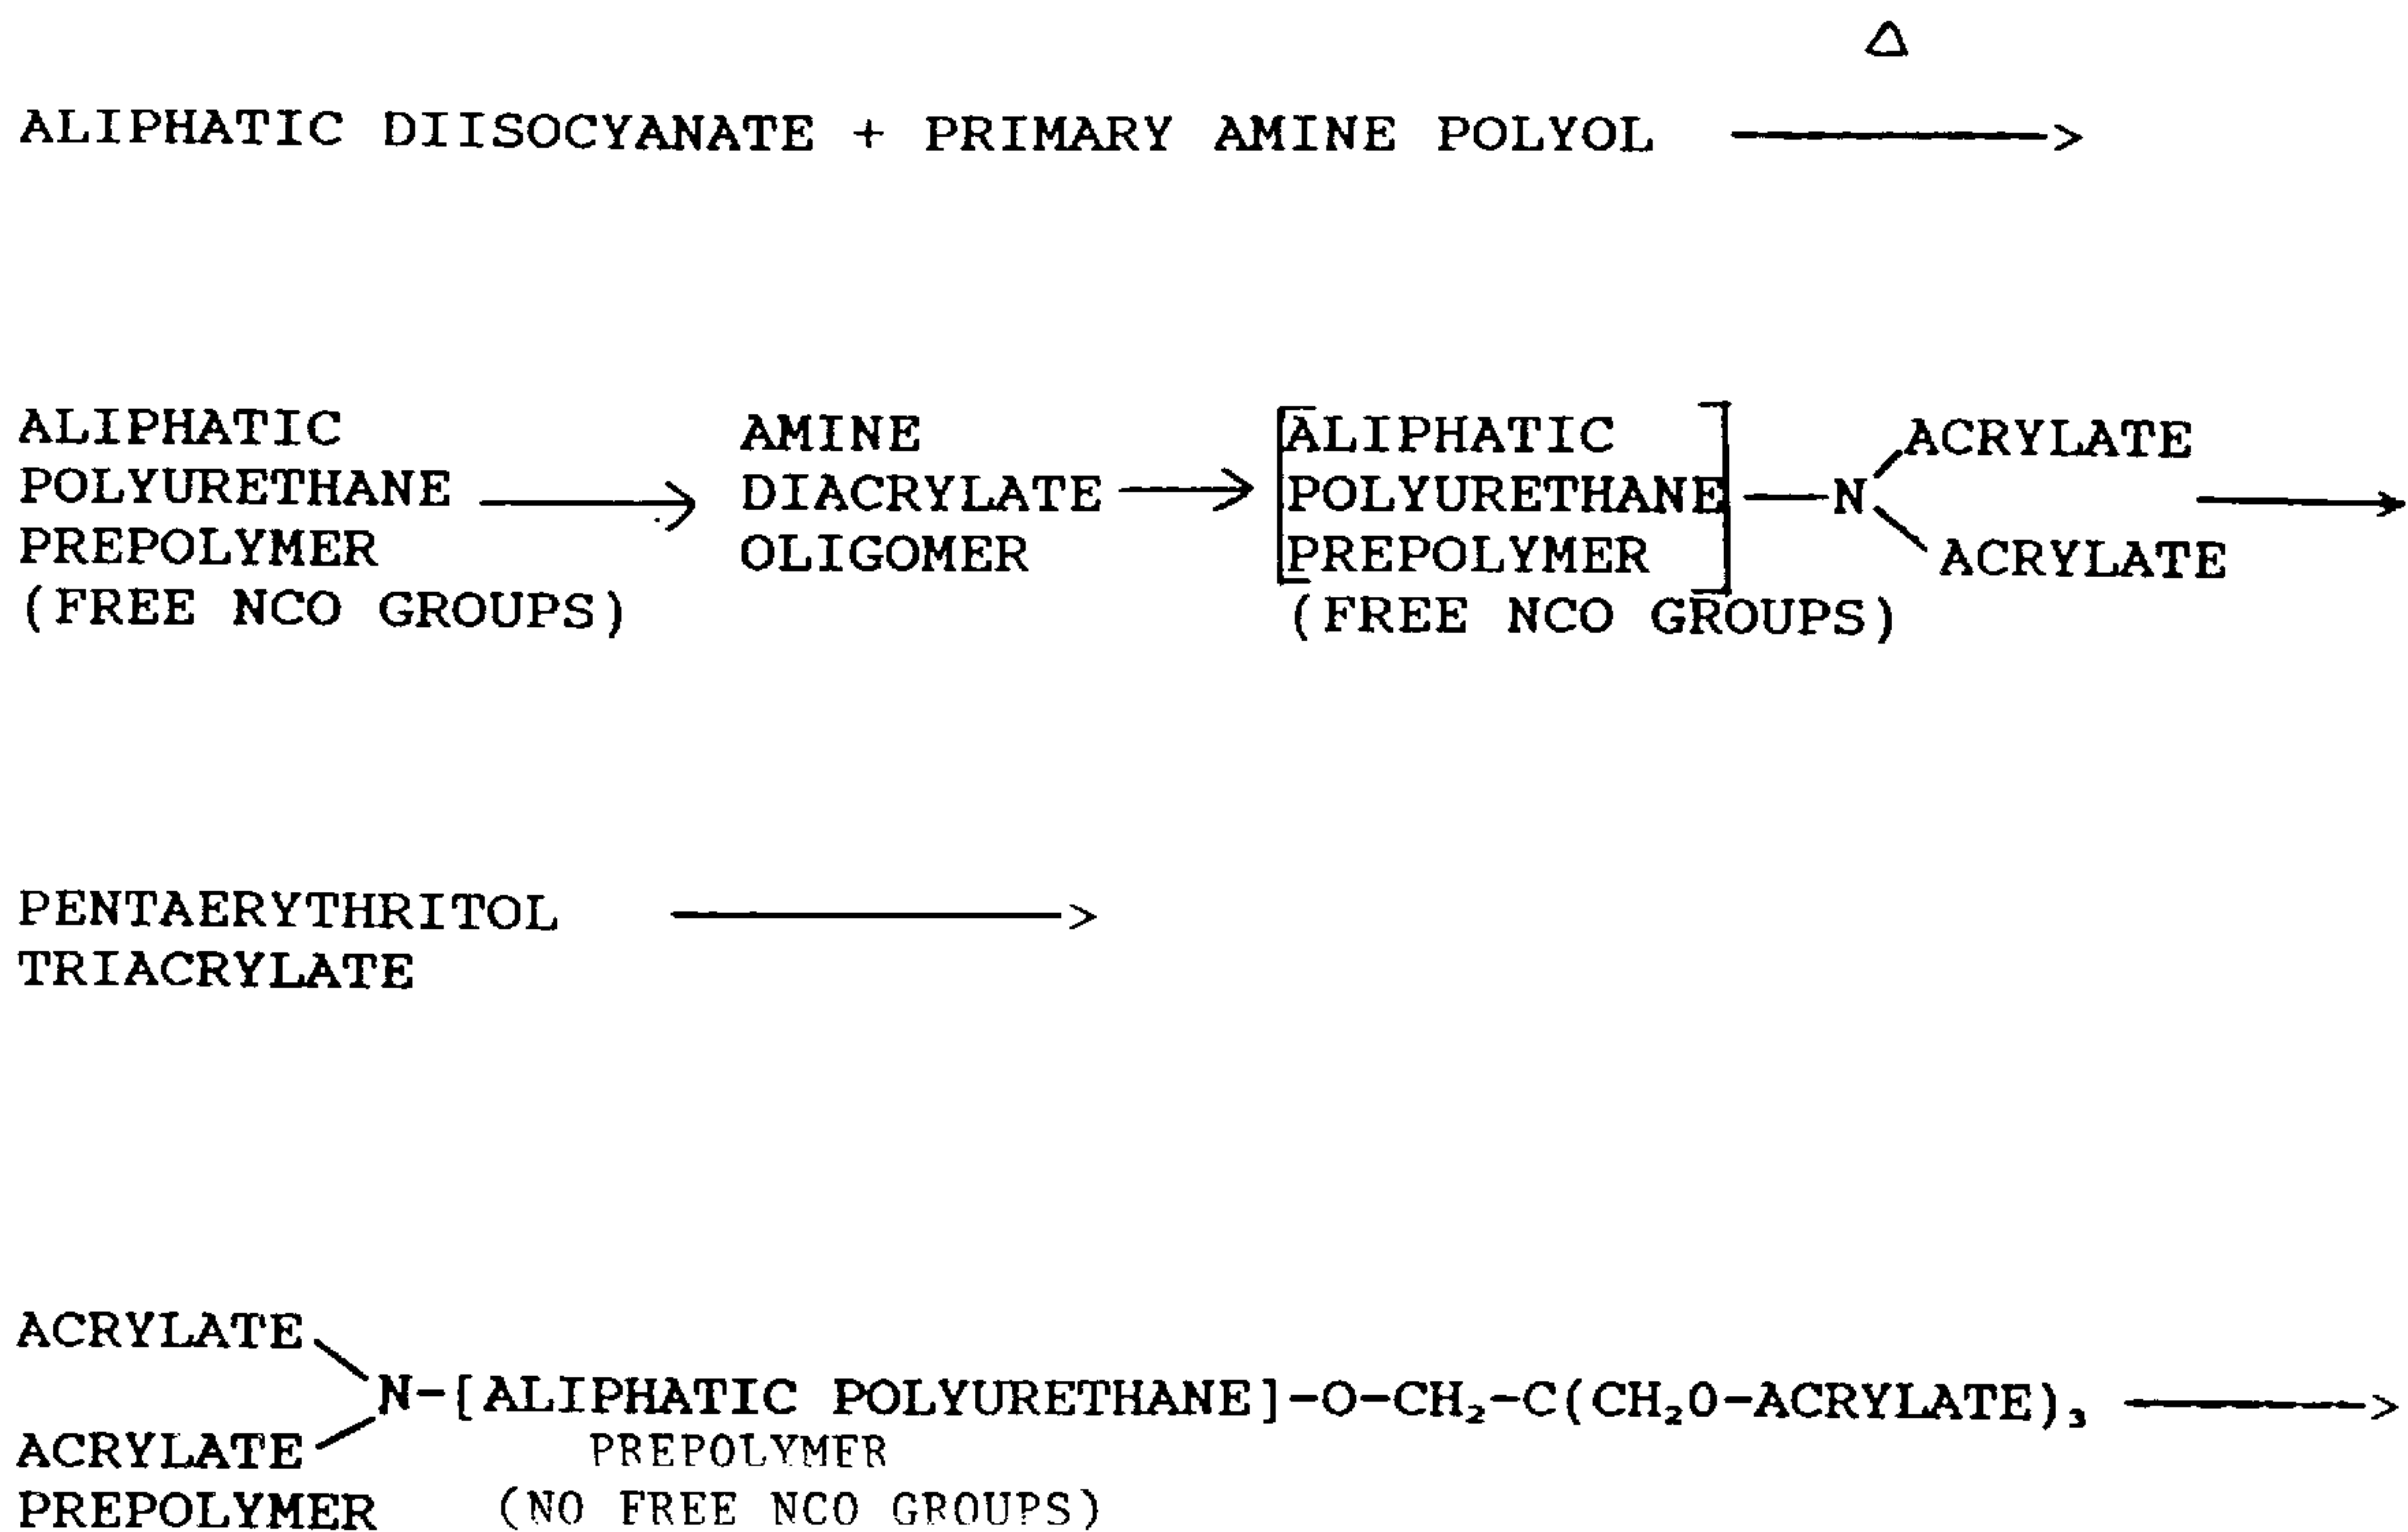 Δ
ALIPHATIC DIISOCYANATE + PRIMARY AMINE POLYOL ⟶
ALIPHATIC AMINE [ALIPHATIC ACRYLATE
POLYURETHANE ⟶ DIACRYLATE ⟶ POLYURETHANE]—N ⟶
PREPOLYMER OLIGOMER PREPOLYMER ACRYLATE
(FREE NCO GROUPS) (FREE NCO GROUPS)
PENTAERYTHRITOL ⟶
TRIACRYLATE
ACRYLATE
N-[ALIPHATIC POLYURETHANE]-O-CH₂-C(CH₂O-ACRYLATE)₃ ⟶
ACRYLATE PREPOLYMER
PREPOLYMER (NO FREE NCO GROUPS)